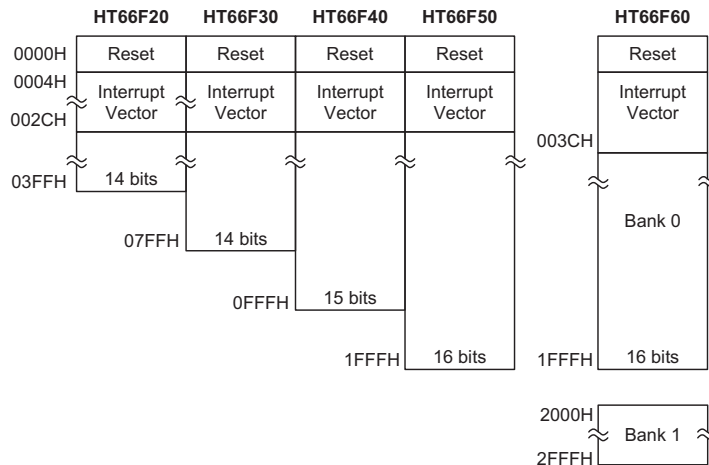 HT66F20 HT66F30 HT66F40 HT66F50 HT66F60
0000H Reset Reset Reset Reset Reset
0004H
Interrupt Vector Interrupt Vector Interrupt Vector Interrupt Vector Interrupt Vector
002CH
003CH
03FFH 14 bits
Bank 0
07FFH 14 bits
0FFFH 15 bits
1FFFH 16 bits 1FFFH 16 bits
2000H
Bank 1
2FFFH